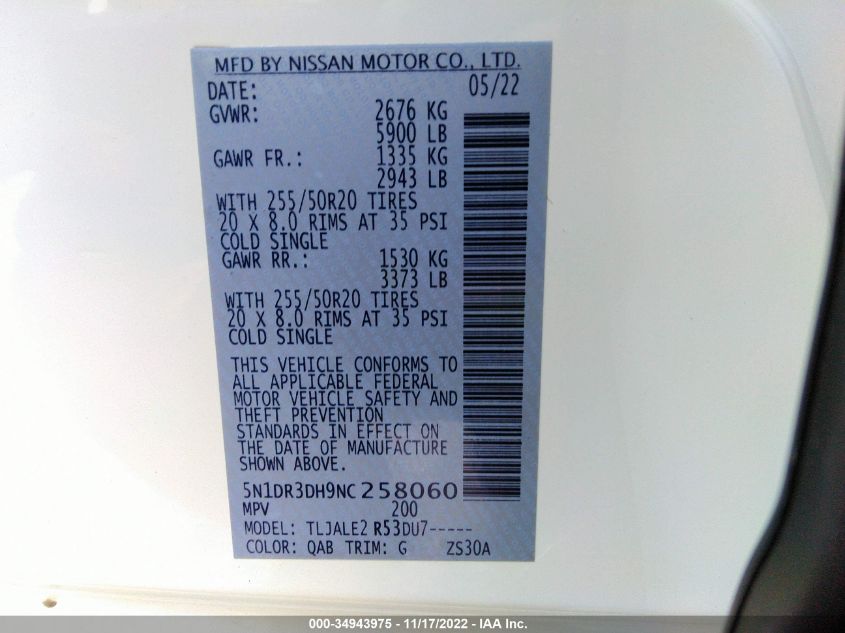 MFD BY NISSAN MOTOR CO., LTD.
DATE: 05/22
GVWR: 2676 KG
5900 LB
GAWR FR.: 1335 KG
2943 LB
WITH 255/50R20 TIRES
20 X 8.0 RIMS AT 35 PSI
COLD SINGLE
GAWR RR.: 1530 KG
3373 LB
WITH 255/50R20 TIRES
20 X 8.0 RIMS AT 35 PSI
COLD SINGLE
THIS VEHICLE CONFORMS TO
ALL APPLICABLE FEDERAL
MOTOR VEHICLE SAFETY AND
THEFT PREVENTION
STANDARDS IN EFFECT ON
THE DATE OF MANUFACTURE
SHOWN ABOVE.
5N1DR3DH9NC258060
MPV 200
MODEL: TLJALE2 R53DU7-----
COLOR: QAB TRIM: G ZS30A
000-34943975 - 11/17/2022 - IAA Inc.